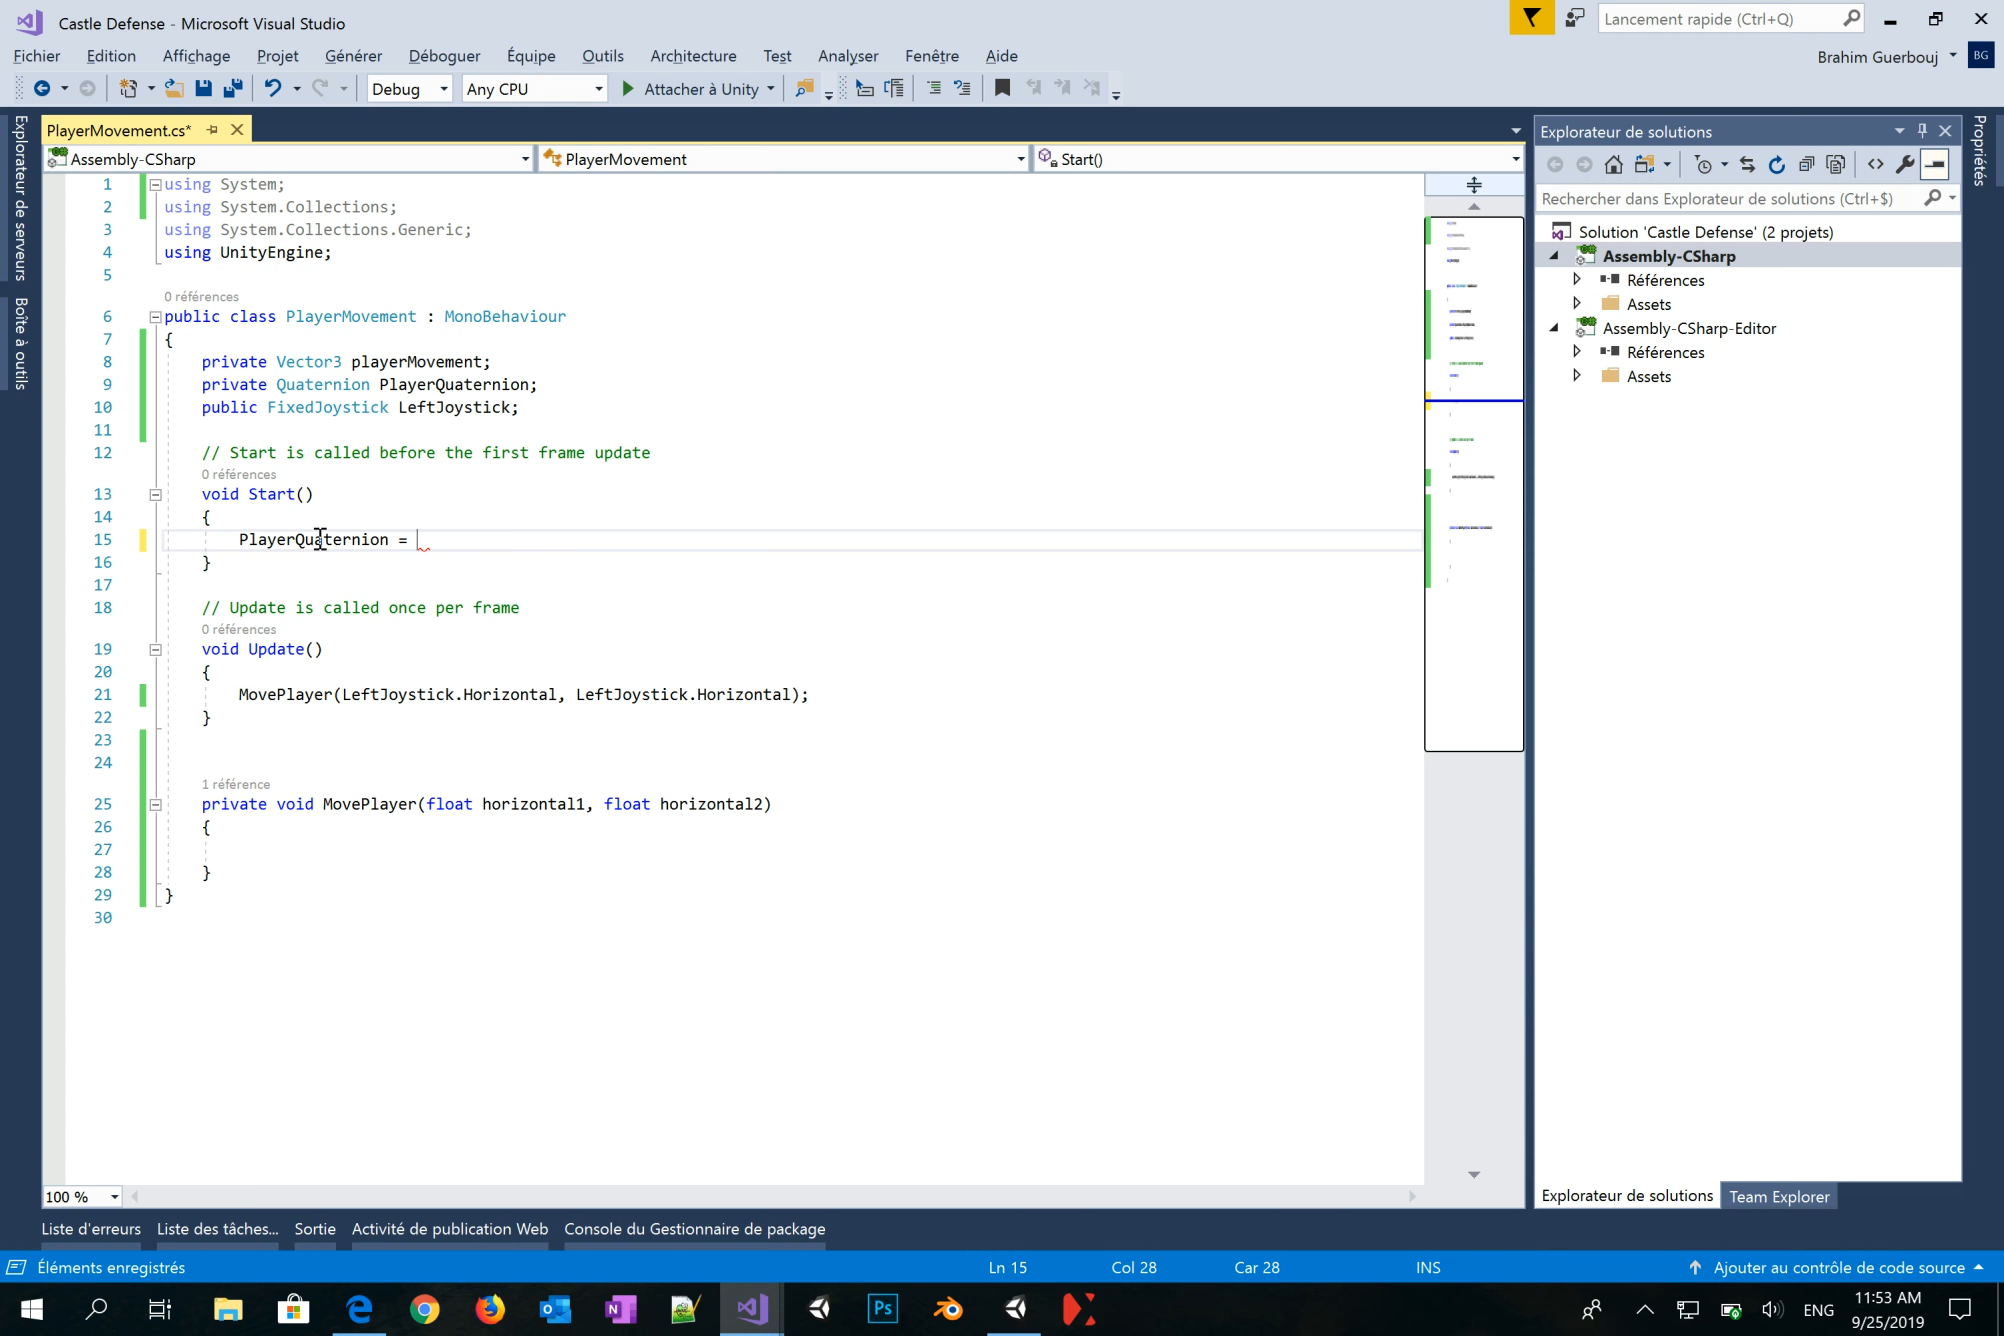 Castle Defense - Microsoft Visual Studio
Lancement rapide (Ctrl+Q)
Fichier Edition Affichage Projet Générer Déboguer Équipe Outils Architecture Test Analyser Fenêtre Aide
Brahim Guerbouj BG
Debug Any CPU Attacher à Unity
Explorateur de serveurs
Boîte à outils
PlayerMovement.cs*
Assembly-CSharp PlayerMovement Start()
1 using System;
2 using System.Collections;
3 using System.Collections.Generic;
4 using UnityEngine;
5
0 références
6 public class PlayerMovement : MonoBehaviour
7 {
8 private Vector3 playerMovement;
9 private Quaternion PlayerQuaternion;
10 public FixedJoystick LeftJoystick;
11
12 // Start is called before the first frame update
0 références
13 void Start()
14 {
15 PlayerQuaternion =
16 }
17
18 // Update is called once per frame
0 références
19 void Update()
20 {
21 MovePlayer(LeftJoystick.Horizontal, LeftJoystick.Horizontal);
22 }
23
24
1 référence
25 private void MovePlayer(float horizontal1, float horizontal2)
26 {
27
28 }
29 }
30
100 %
Explorateur de solutions
Rechercher dans Explorateur de solutions (Ctrl+$)
Solution 'Castle Defense' (2 projets)
Assembly-CSharp
Références
Assets
Assembly-CSharp-Editor
Références
Assets
Explorateur de solutions Team Explorer
Propriétés
Liste d'erreurs Liste des tâches... Sortie Activité de publication Web Console du Gestionnaire de package
Éléments enregistrés Ln 15 Col 28 Car 28 INS Ajouter au contrôle de code source
Ps
N
ENG
11:53 AM
9/25/2019